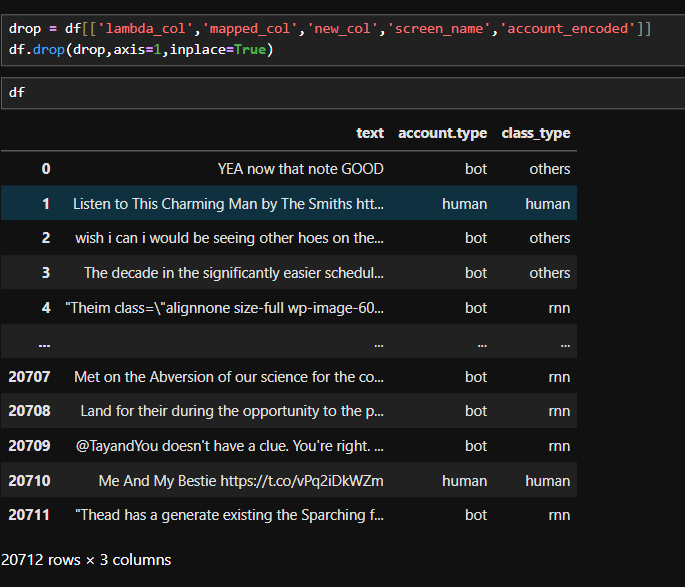 drop = df[['lambda_col','mapped_col','new_col','screen_name','account_encoded']]
df.drop(drop,axis=1,inplace=True)
df
text account.type class_type
0 YEA now that note GOOD bot others
1 Listen to This Charming Man by The Smiths htt... human human
2 wish i can i would be seeing other hoes on the... bot others
3 The decade in the significantly easier schedul... bot others
4 "Theim class=\"alignnone size-full wp-image-60... bot rnn
... ... ... ...
20707 Met on the Abversion of our science for the co... bot rnn
20708 Land for their during the opportunity to the p... bot rnn
20709 @TayandYou doesn't have a clue. You're right. ... bot rnn
20710 Me And My Bestie https://t.co/vPq2iDkWZm human human
20711 "Thead has a generate existing the Sparching f... bot rnn
20712 rows × 3 columns